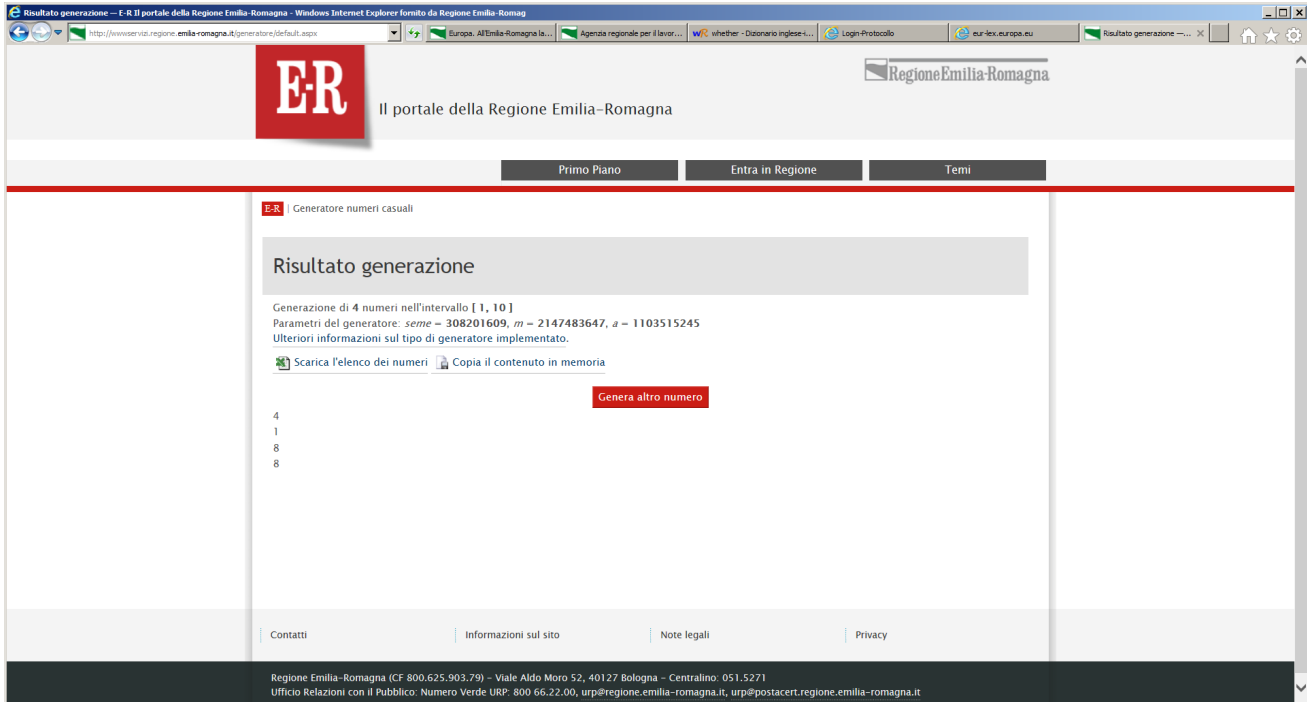 Risultato generazione — E-R Il portale della Regione Emilia-Romagna - Windows Internet Explorer fornito da Regione Emilia-Romag
http://wwwservizi.regione.emilia-romagna.it/generatore/default.aspx
Europa. All'Emilia-Romagna la...
Agenzia regionale per il lavor...
WR whether - Dizionario inglese-i...
Login-Protocollo
eur-lex.europa.eu
Risultato generazione —... X
E-R
Il portale della Regione Emilia-Romagna
RegioneEmilia-Romagna
Primo Piano
Entra in Regione
Temi
E-R | Generatore numeri casuali
Risultato generazione
Generazione di 4 numeri nell'intervallo [ 1, 10 ]
Parametri del generatore: seme = 308201609, m = 2147483647, a = 1103515245
Ulteriori informazioni sul tipo di generatore implementato.
Scarica l'elenco dei numeri Copia il contenuto in memoria
Genera altro numero
4
1
8
8
Contatti
Informazioni sul sito
Note legali
Privacy
Regione Emilia-Romagna (CF 800.625.903.79) - Viale Aldo Moro 52, 40127 Bologna - Centralino: 051.5271
Ufficio Relazioni con il Pubblico: Numero Verde URP: 800 66.22.00, urp@regione.emilia-romagna.it, urp@postacert.regione.emilia-romagna.it